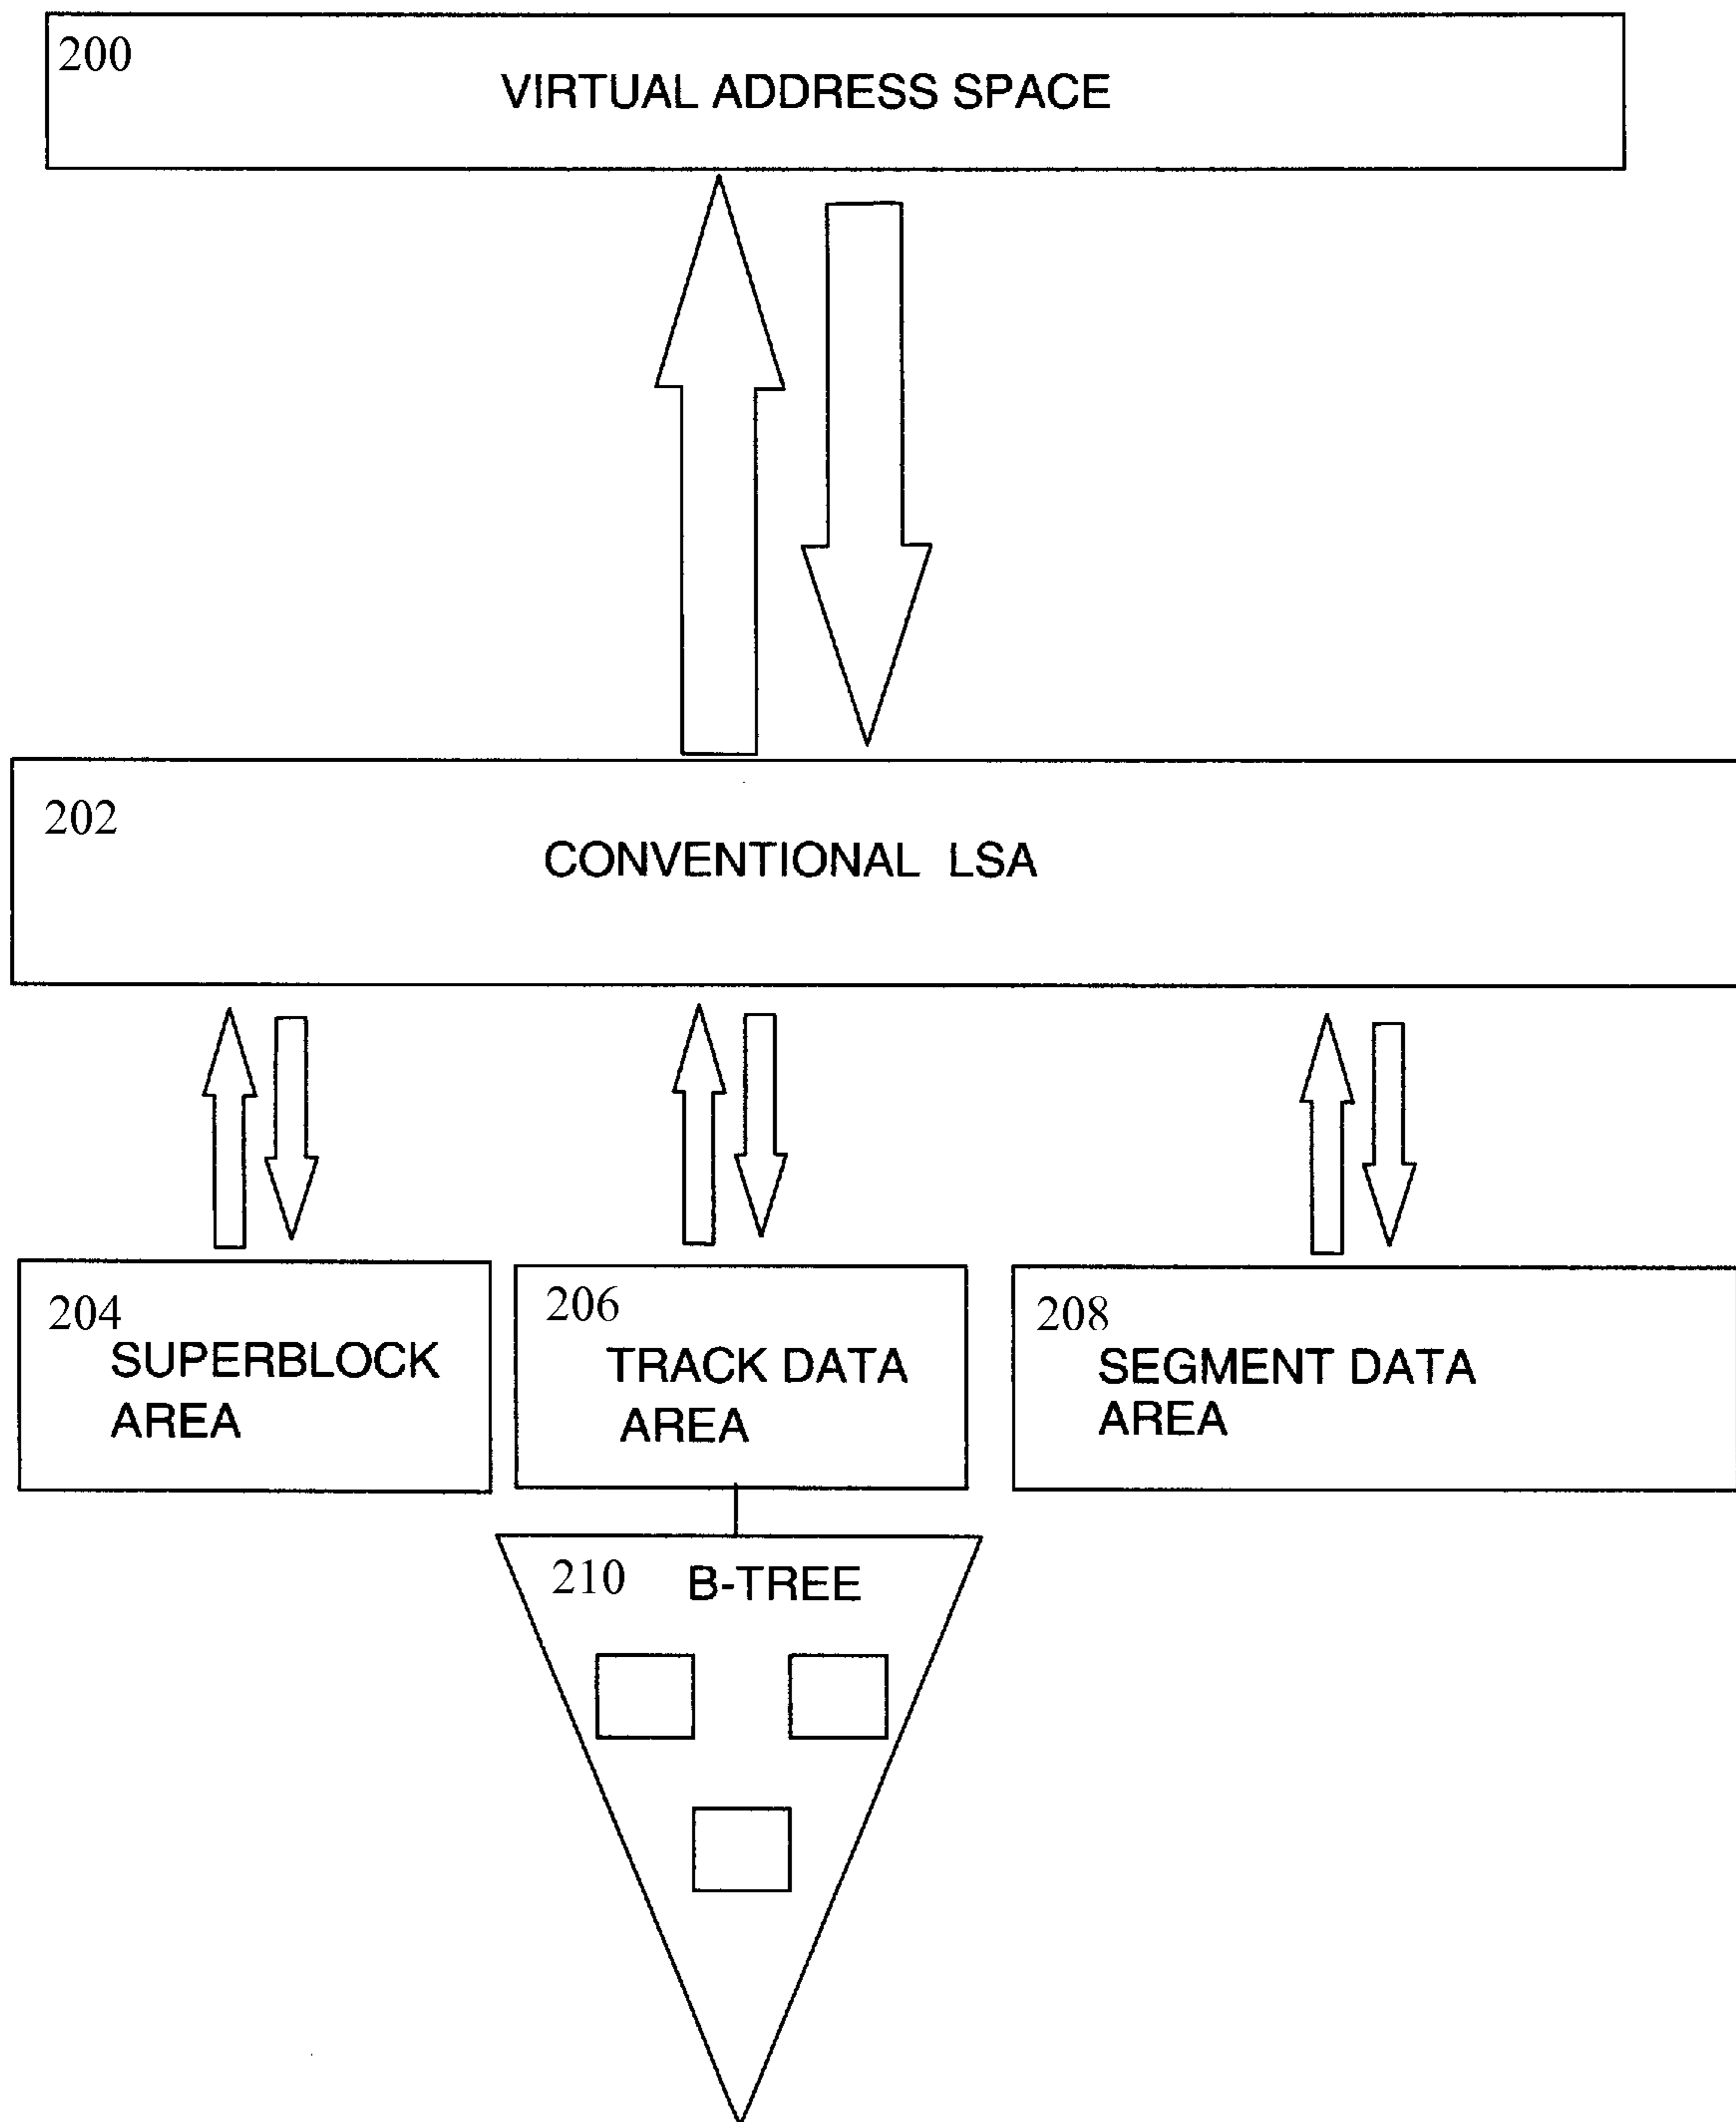 200
VIRTUAL ADDRESS SPACE
202
CONVENTIONAL LSA
204
SUPERBLOCK
AREA
206
TRACK DATA
AREA
208
SEGMENT DATA
AREA
210 B-TREE